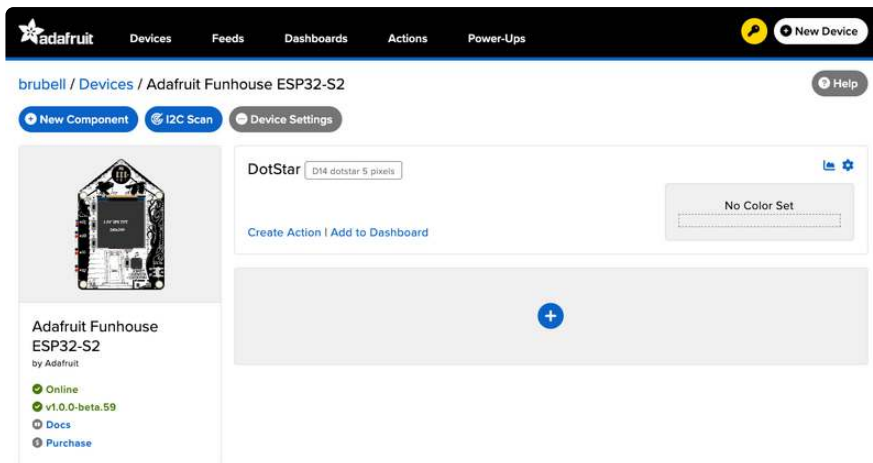 adafruit Devices Feeds Dashboards Actions Power-Ups New Device
brubell / Devices / Adafruit Funhouse ESP32-S2 Help
New Component I2C Scan Device Settings
DotStar D14 dotstar 5 pixels
No Color Set
Create Action | Add to Dashboard
Adafruit Funhouse
ESP32-S2
by Adafruit
Online
v1.0.0-beta.59
Docs
Purchase